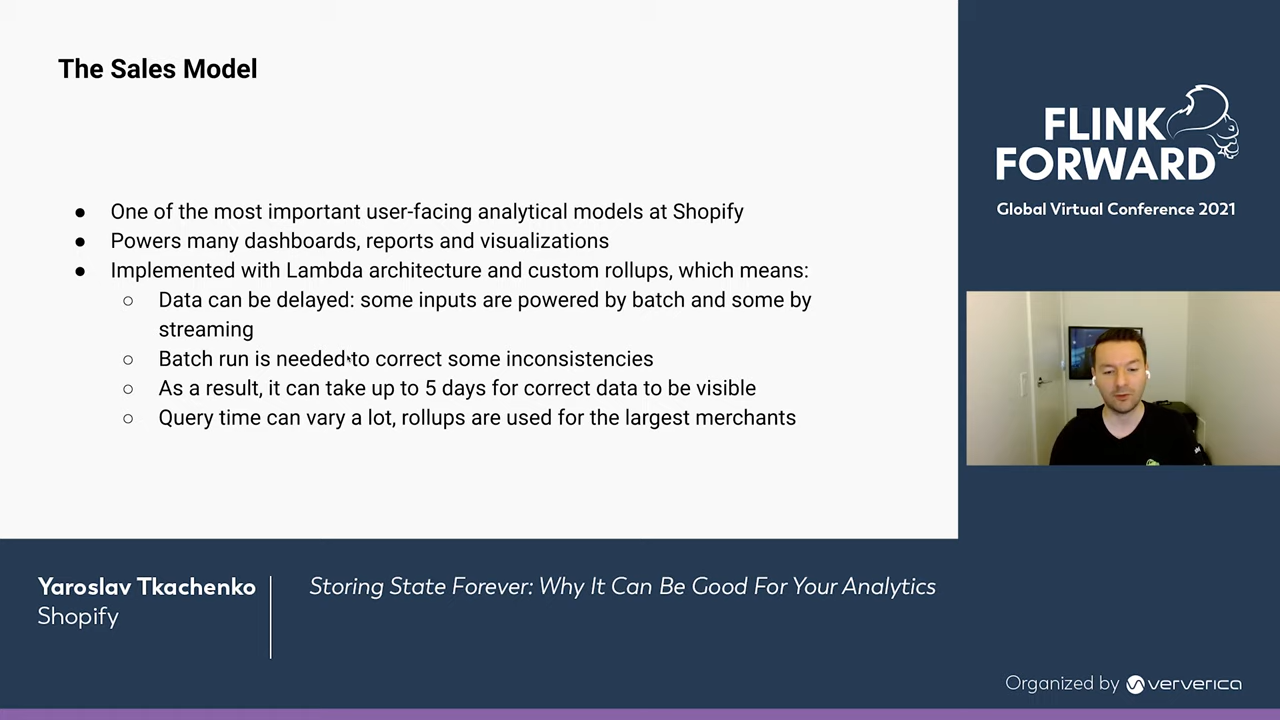 The Sales Model
● One of the most important user-facing analytical models at Shopify
● Powers many dashboards, reports and visualizations
● Implemented with Lambda architecture and custom rollups, which means:
○ Data can be delayed: some inputs are powered by batch and some by
streaming
○ Batch run is needed to correct some inconsistencies
○ As a result, it can take up to 5 days for correct data to be visible
○ Query time can vary a lot, rollups are used for the largest merchants
FLINK
FORWARD
Global Virtual Conference 2021
Yaroslav Tkachenko
Shopify
Storing State Forever: Why It Can Be Good For Your Analytics
Organized by ververica